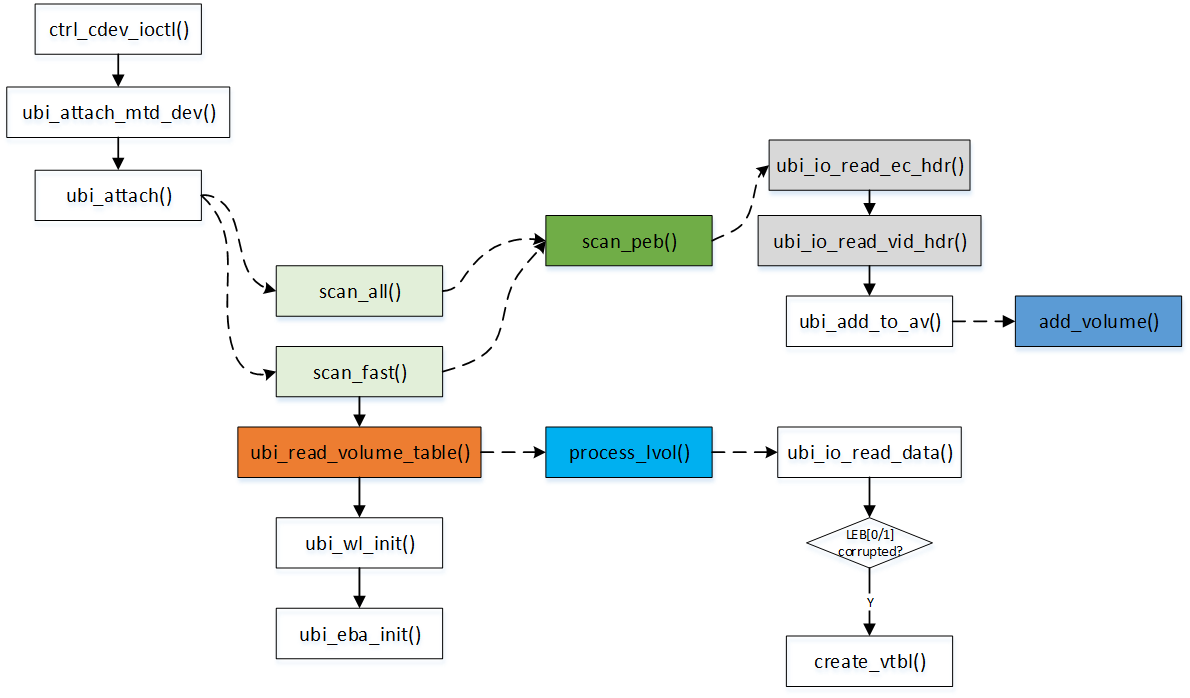 ctrl_cdev_ioctl()
ubi_attach_mtd_dev()
ubi_attach()
scan_all()
scan_fast()
scan_peb()
ubi_io_read_ec_hdr()
ubi_io_read_vid_hdr()
ubi_add_to_av()
add_volume()
ubi_read_volume_table()
process_lvol()
ubi_io_read_data()
LEB[0/1]
corrupted?
Y
create_vtbl()
ubi_wl_init()
ubi_eba_init()